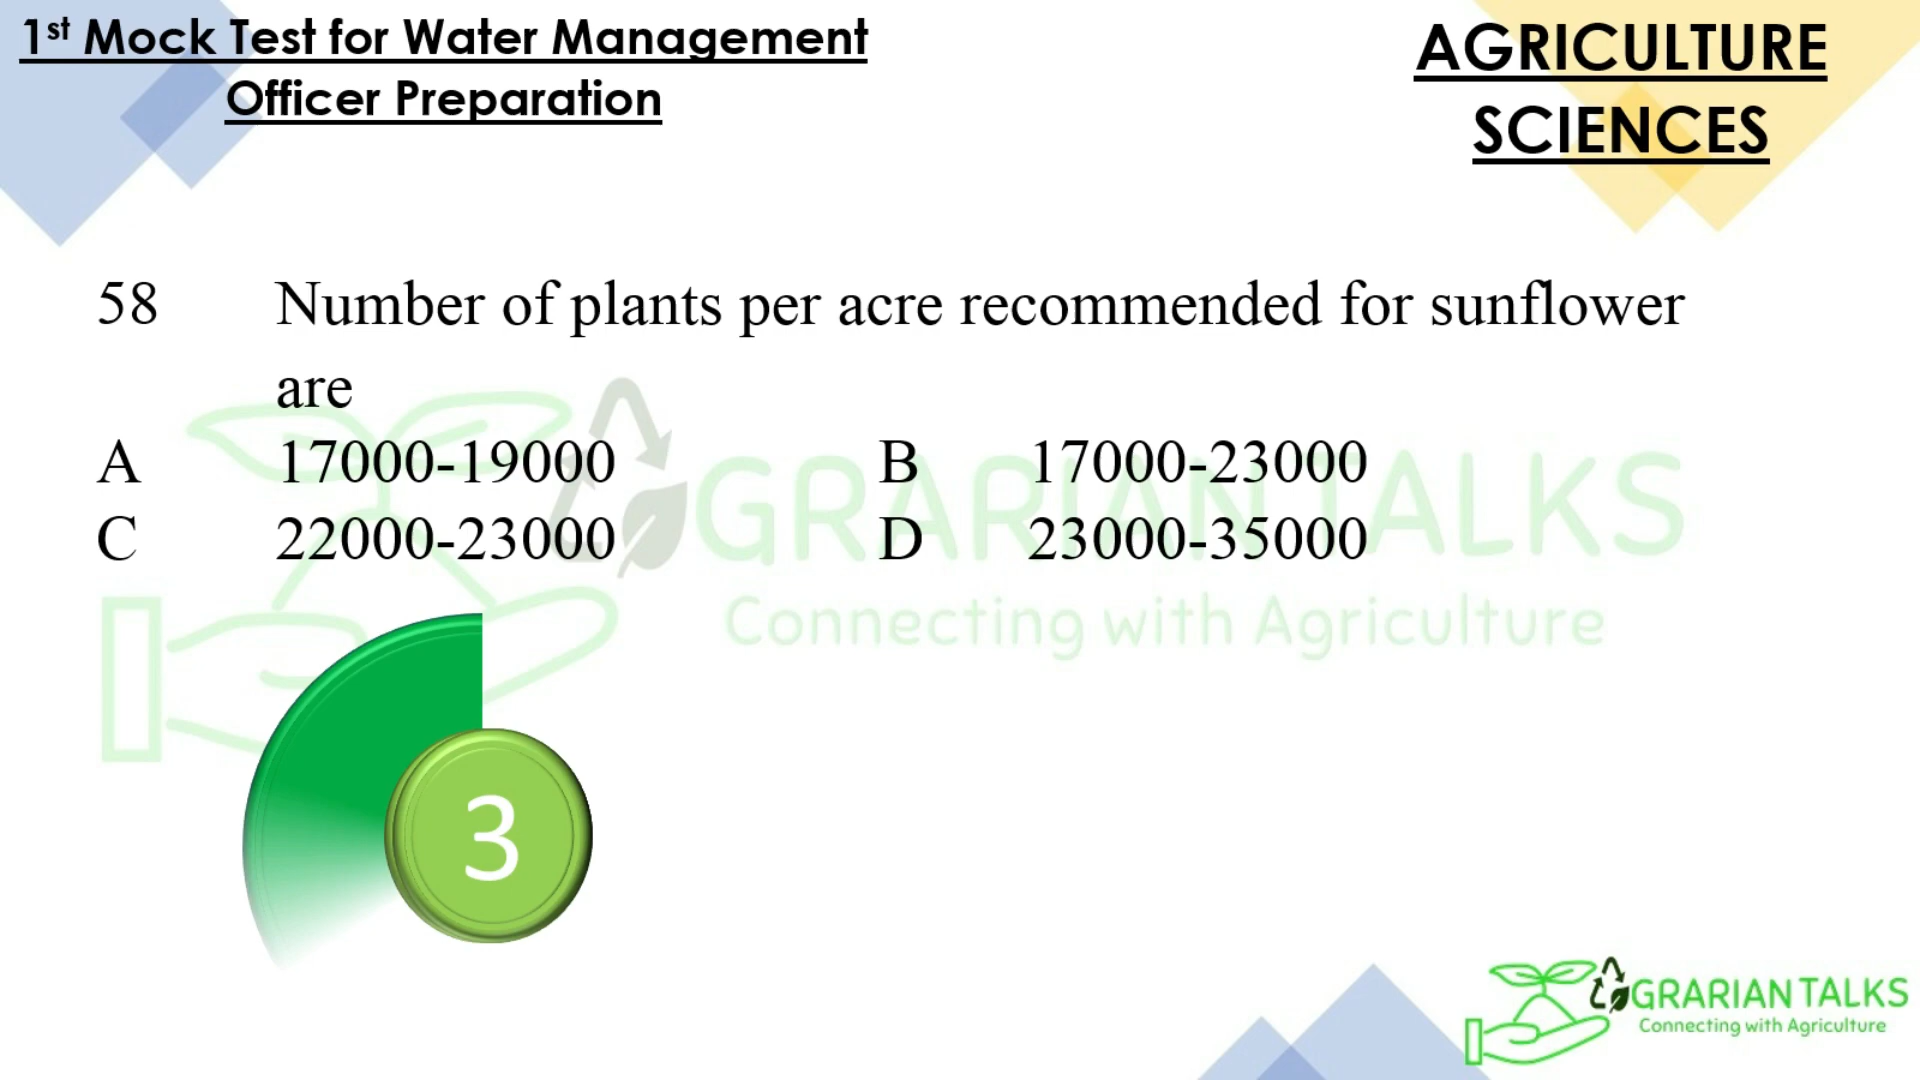 1st Mock Test for Water Management
Officer Preparation
AGRICULTURE
SCIENCES
58 Number of plants per acre recommended for sunflower
are
A 17000-19000 B 17000-23000
C 22000-23000 D 23000-35000
GRARIAN TALKS
Connecting with Agriculture
3
GRARIAN TALKS
Connecting with Agriculture